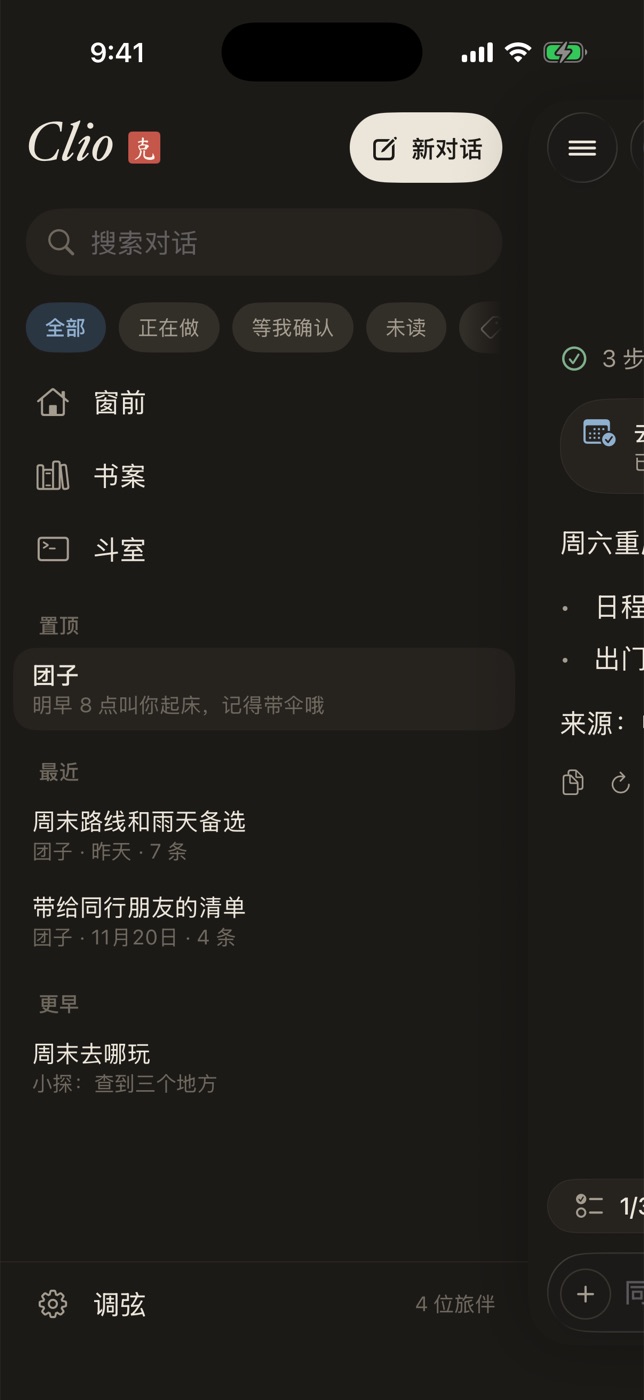 9:41
Clio 克
新对话
搜索对话
全部 正在做 等我确认 未读
窗前
书案
斗室
置顶
团子
明早 8 点叫你起床，记得带伞哦
最近
周末路线和雨天备选
团子 · 昨天 · 7 条
带给同行朋友的清单
团子 · 11月20日 · 4 条
更早
周末去哪玩
小探：查到三个地方
调弦
4 位旅伴
3 步
周六重
· 日程
· 出门
来源：
1/3